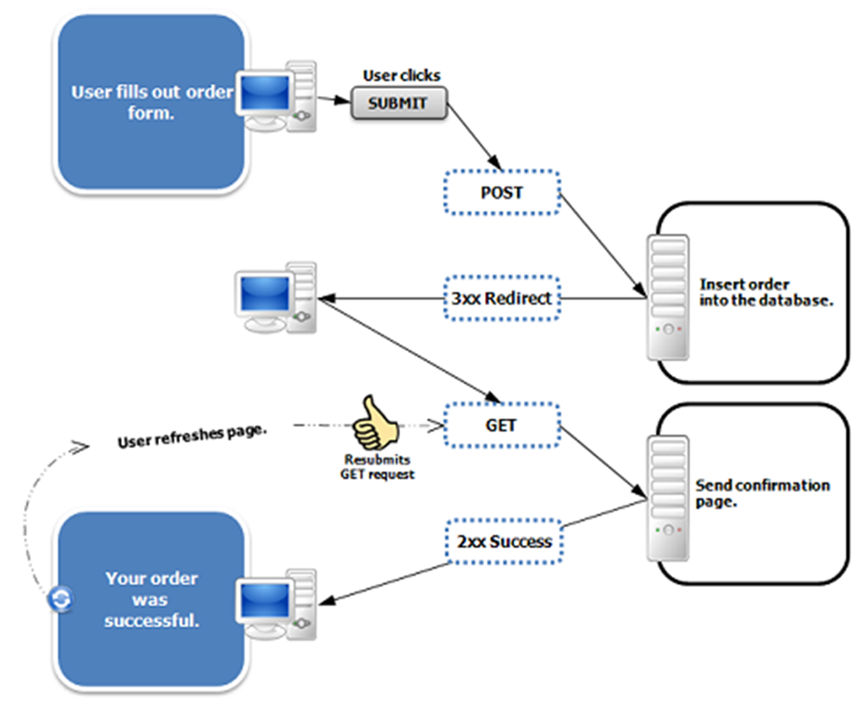 User fills out order
form.
User clicks
SUBMIT
POST
3xx Redirect
Insert order
into the database.
User refreshes page.
Resubmits
GET request
GET
Send confirmation
page.
2xx Success
Your order
was
successful.